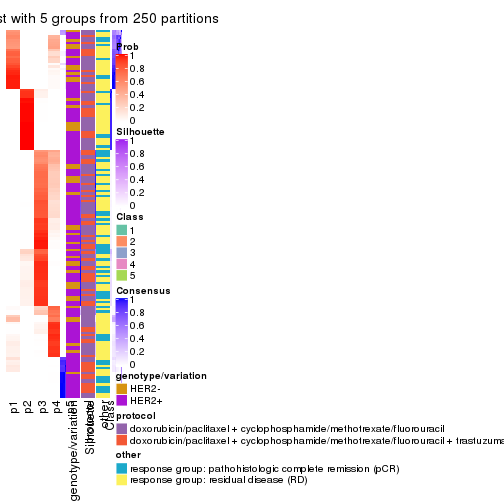 st with 5 groups from 250 partitions
Prob
1
0.8
0.6
0.4
0.2
0
Silhouette
1
0.8
0.6
0.4
0.2
0
Class
1
2
3
4
5
Consensus
1
0.8
0.6
0.4
0.2
0
genotype/variation
HER2-
HER2+
protocol
doxorubicin/paclitaxel + cyclophosphamide/methotrexate/fluorouracil
doxorubicin/paclitaxel + cyclophosphamide/methotrexate/fluorouracil + trastuzuma
other
response group: pathohistologic complete remission (pCR)
response group: residual disease (RD)
p1
p2
p3
p4
genotype/variation
Silhouette
other
Class